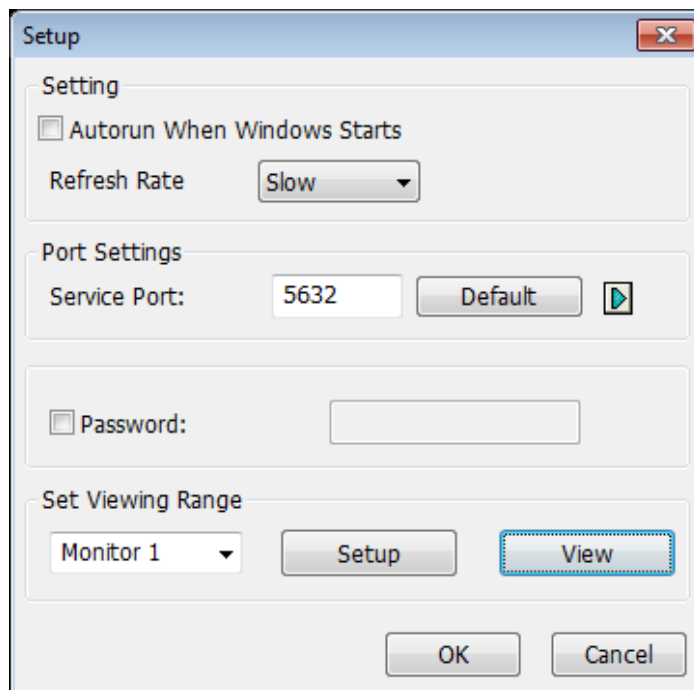 Setup
Setting
Autorun When Windows Starts
Refresh Rate Slow
Port Settings
Service Port: 5632 Default
Password:
Set Viewing Range
Monitor 1 Setup View
OK Cancel